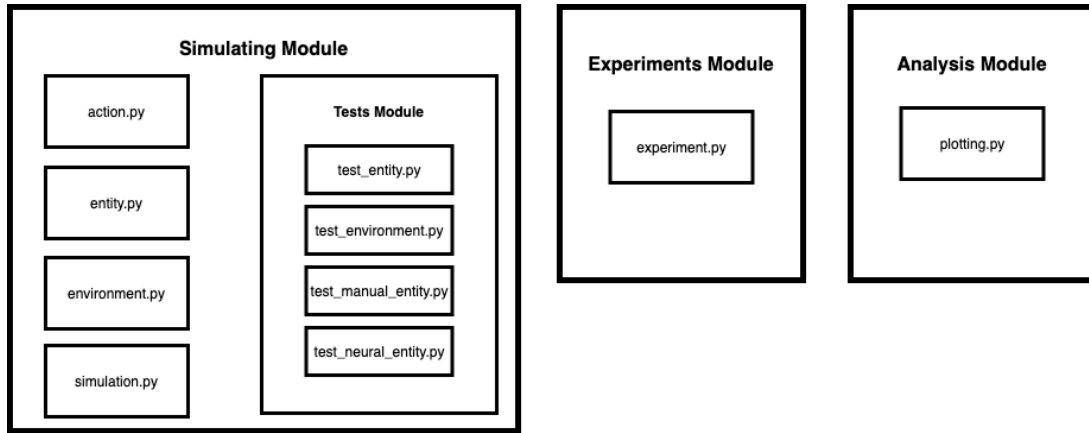 Simulating Module
action.py
entity.py
environment.py
simulation.py
Tests Module
test_entity.py
test_environment.py
test_manual_entity.py
test_neural_entity.py
Experiments Module
experiment.py
Analysis Module
plotting.py